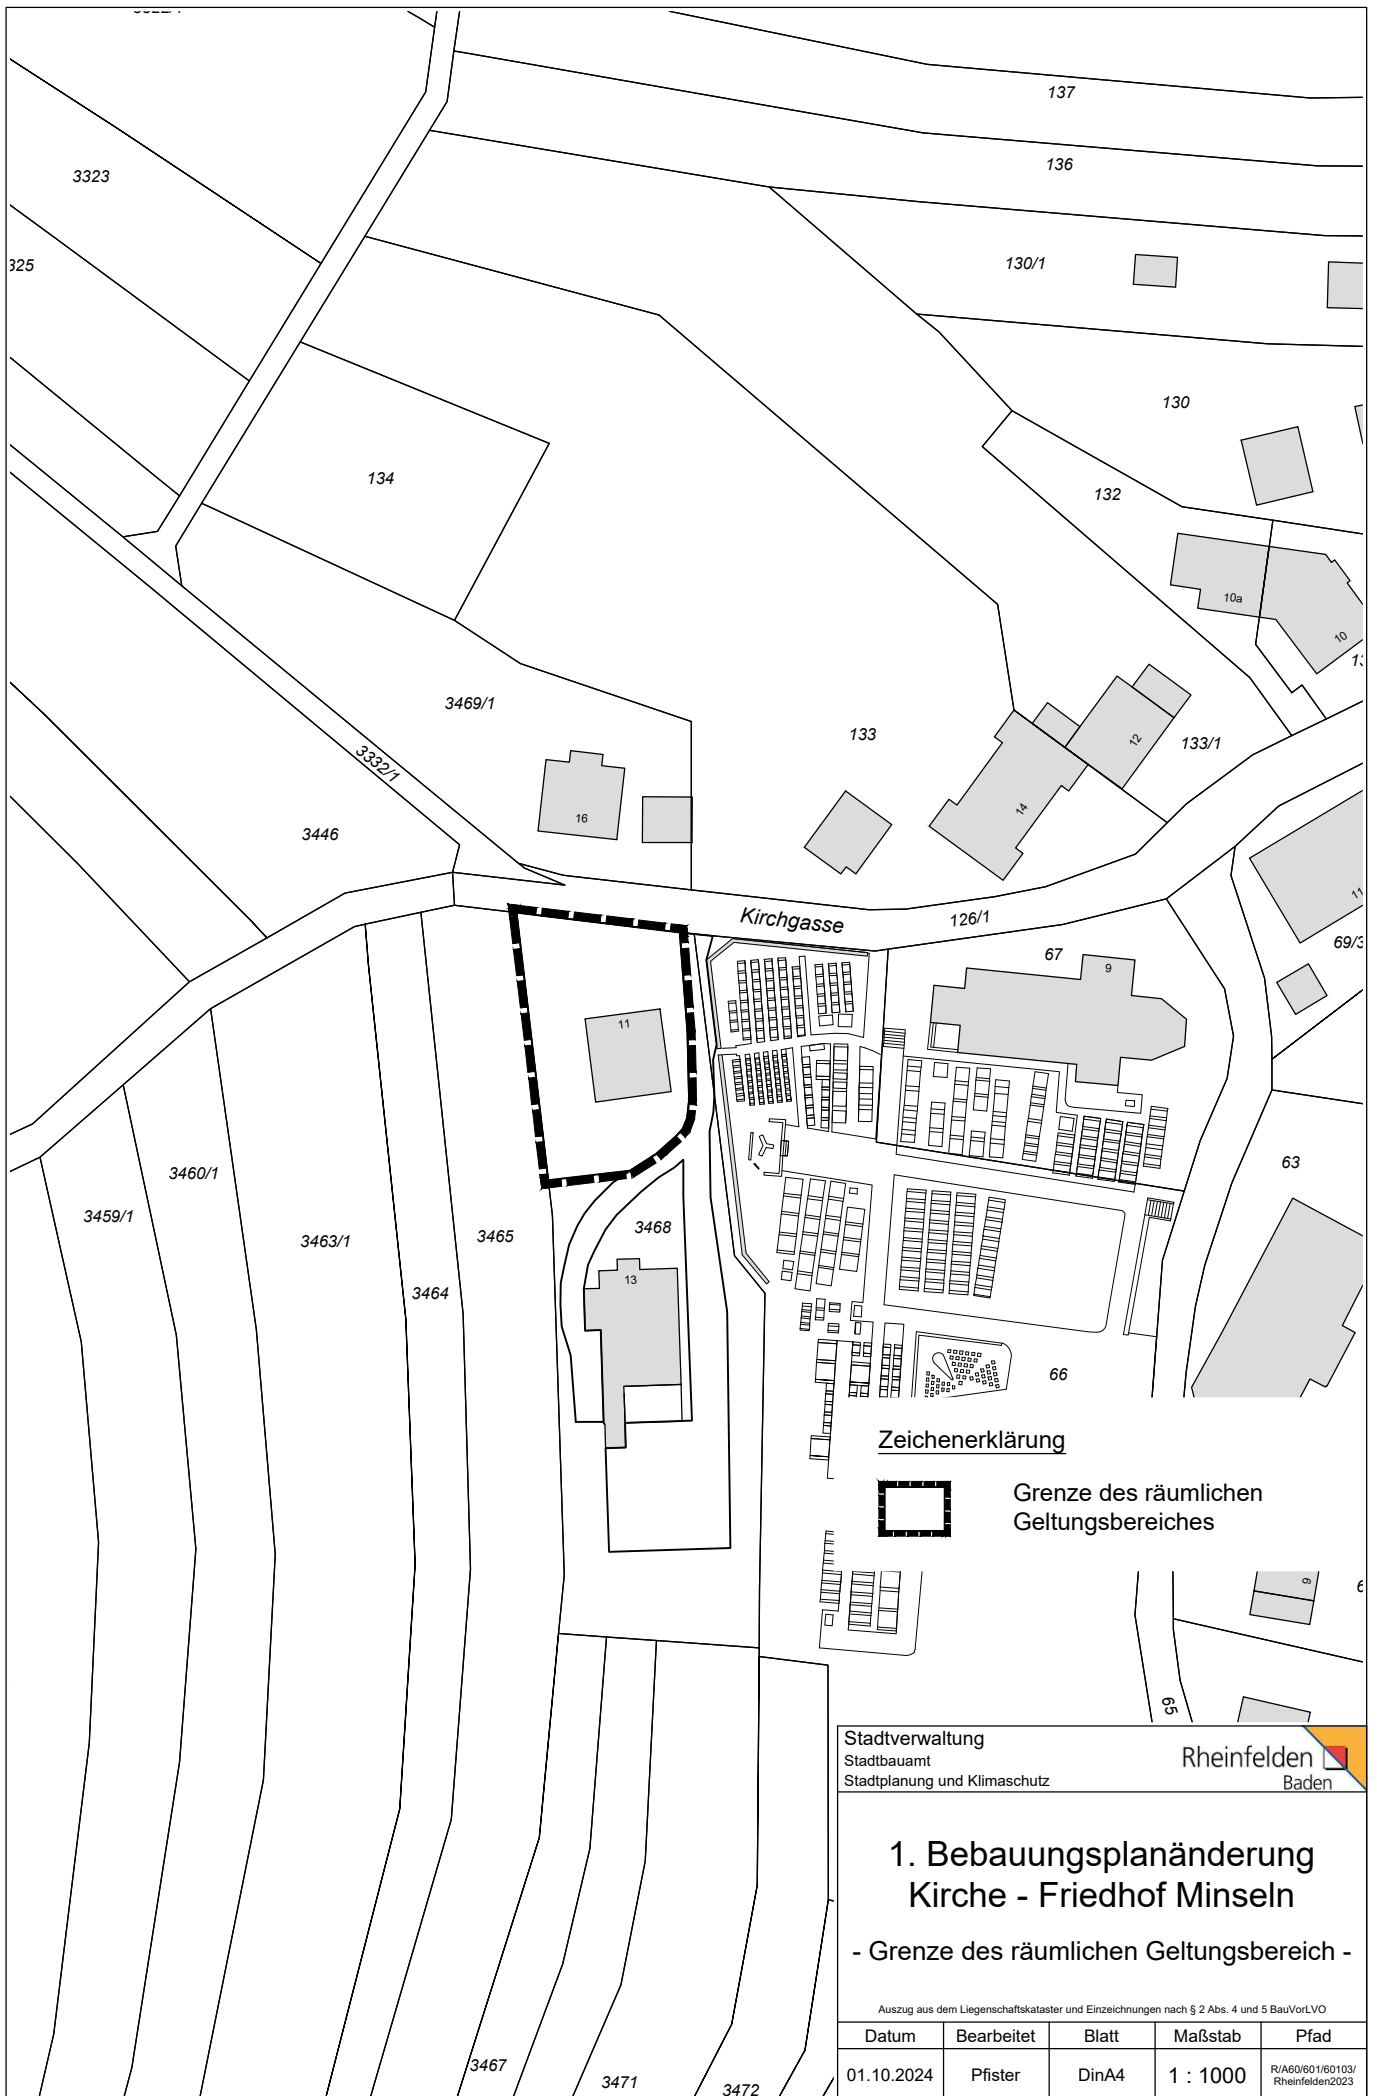 137
136
3323
325
130/1
130
134
132
10a
10
3469/1
133
133/1
12
3332/1
14
16
3446
11
Kirchgasse
126/1
67
9
69/3
11
3460/1
3459/1
3463/1
3465
3468
63
3464
13
66
Zeichenerklärung
Grenze des räumlichen
Geltungsbereiches
9
65
Stadtverwaltung
Stadtbauamt
Stadtplanung und Klimaschutz
Rheinfelden
Baden
1. Bebauungsplanänderung
Kirche - Friedhof Minseln
- Grenze des räumlichen Geltungsbereich -
Auszug aus dem Liegenschaftskataster und Einzeichnungen nach § 2 Abs. 4 und 5 BauVorLVO
Datum Bearbeitet Blatt Maßstab Pfad
01.10.2024 Pfister DinA4 1 : 1000 R/A60/601/60103/
Rheinfelden2023
3467
3471
3472